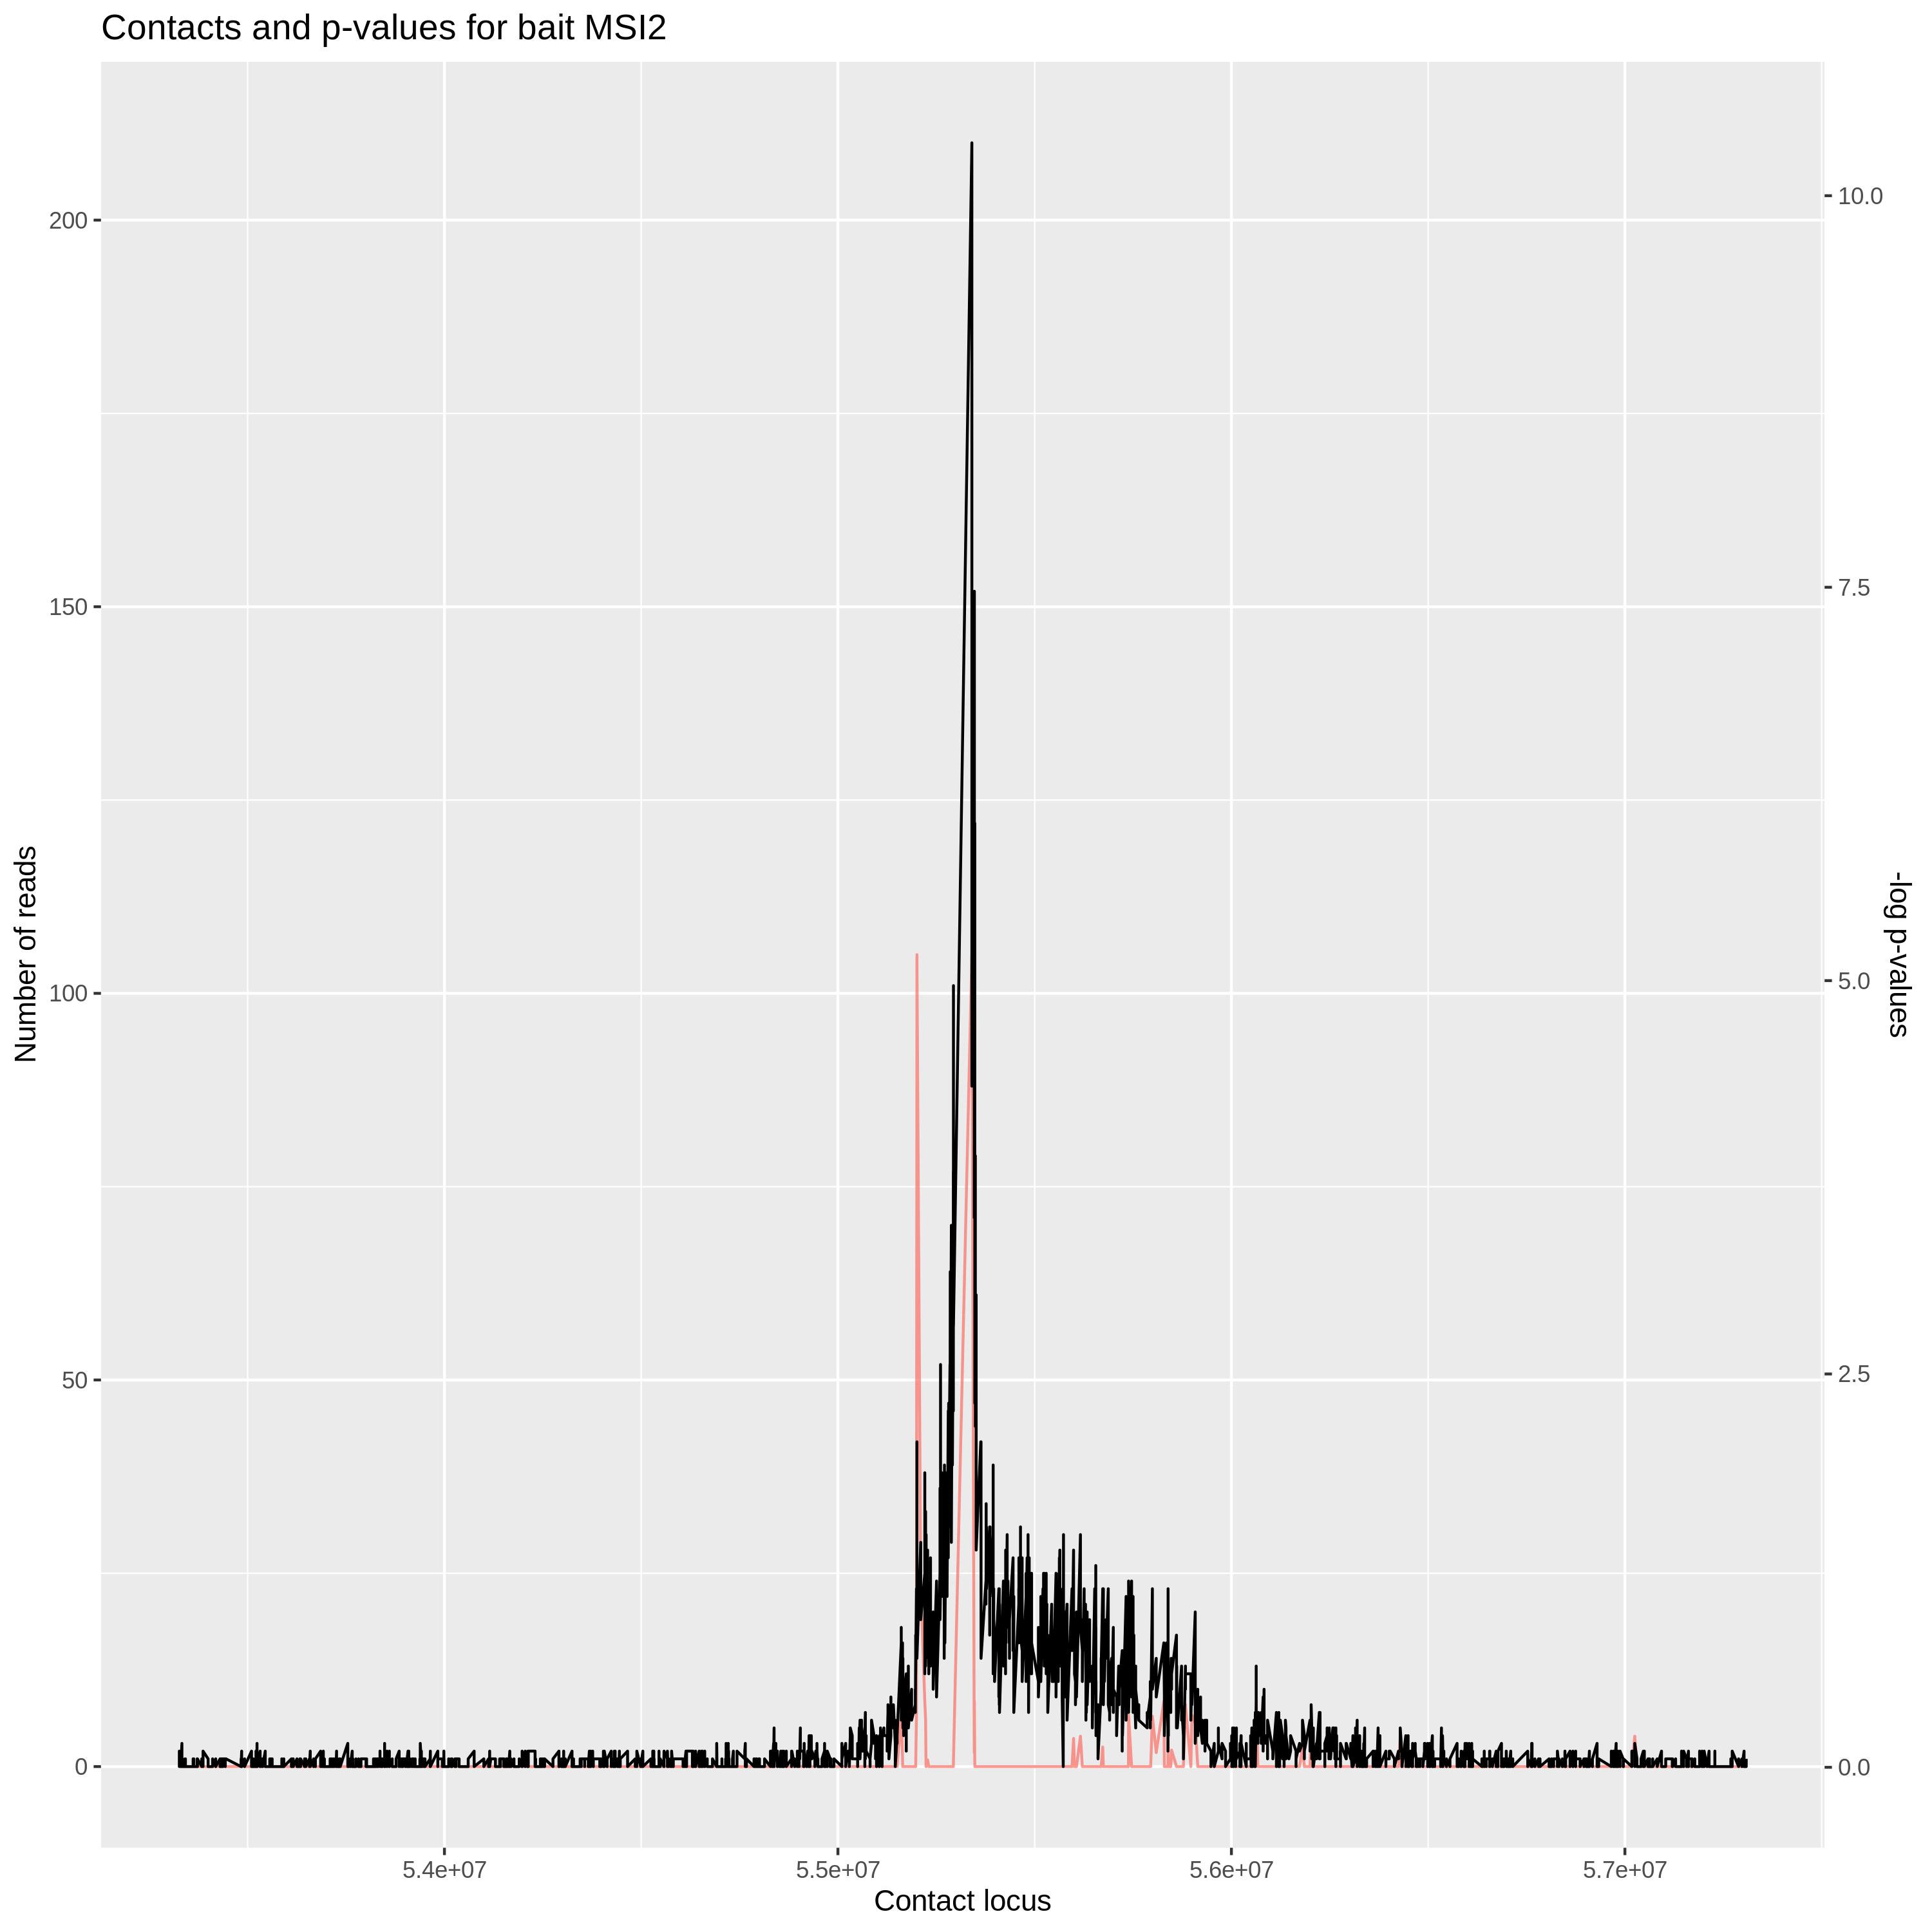 Contacts and p-values for bait MSI2
200
150
100
50
0
10.0
7.5
5.0
2.5
0.0
Number of reads
-log p-values
5.4e+07
5.5e+07
5.6e+07
5.7e+07
Contact locus